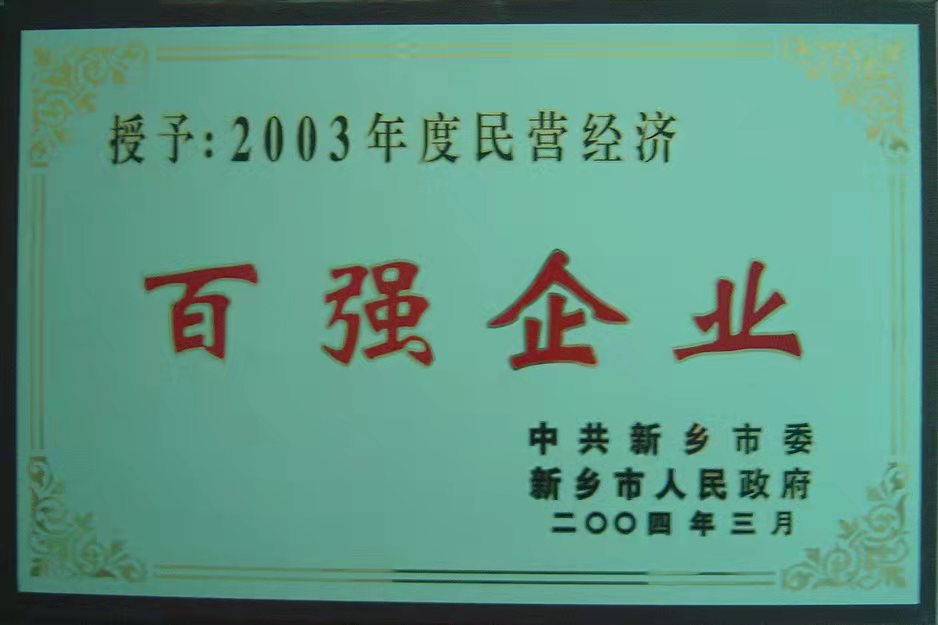 授予:2003年度民营经济
百强企业
中共新乡市委
新乡市人民政府
二〇〇四年三月